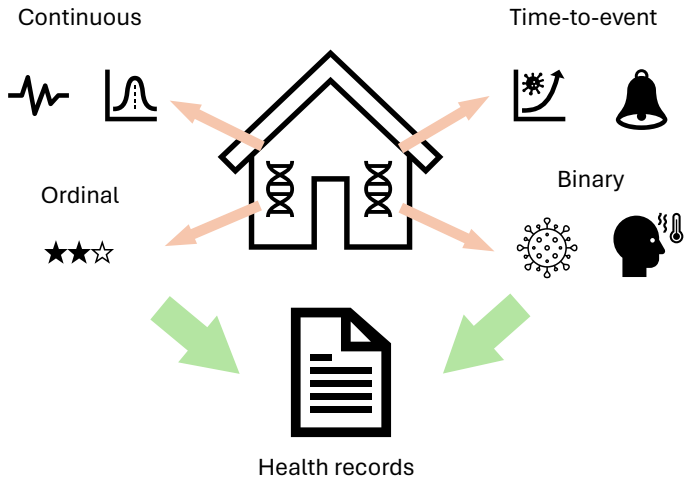 Continuous
Time-to-event
Ordinal
Binary
Health records